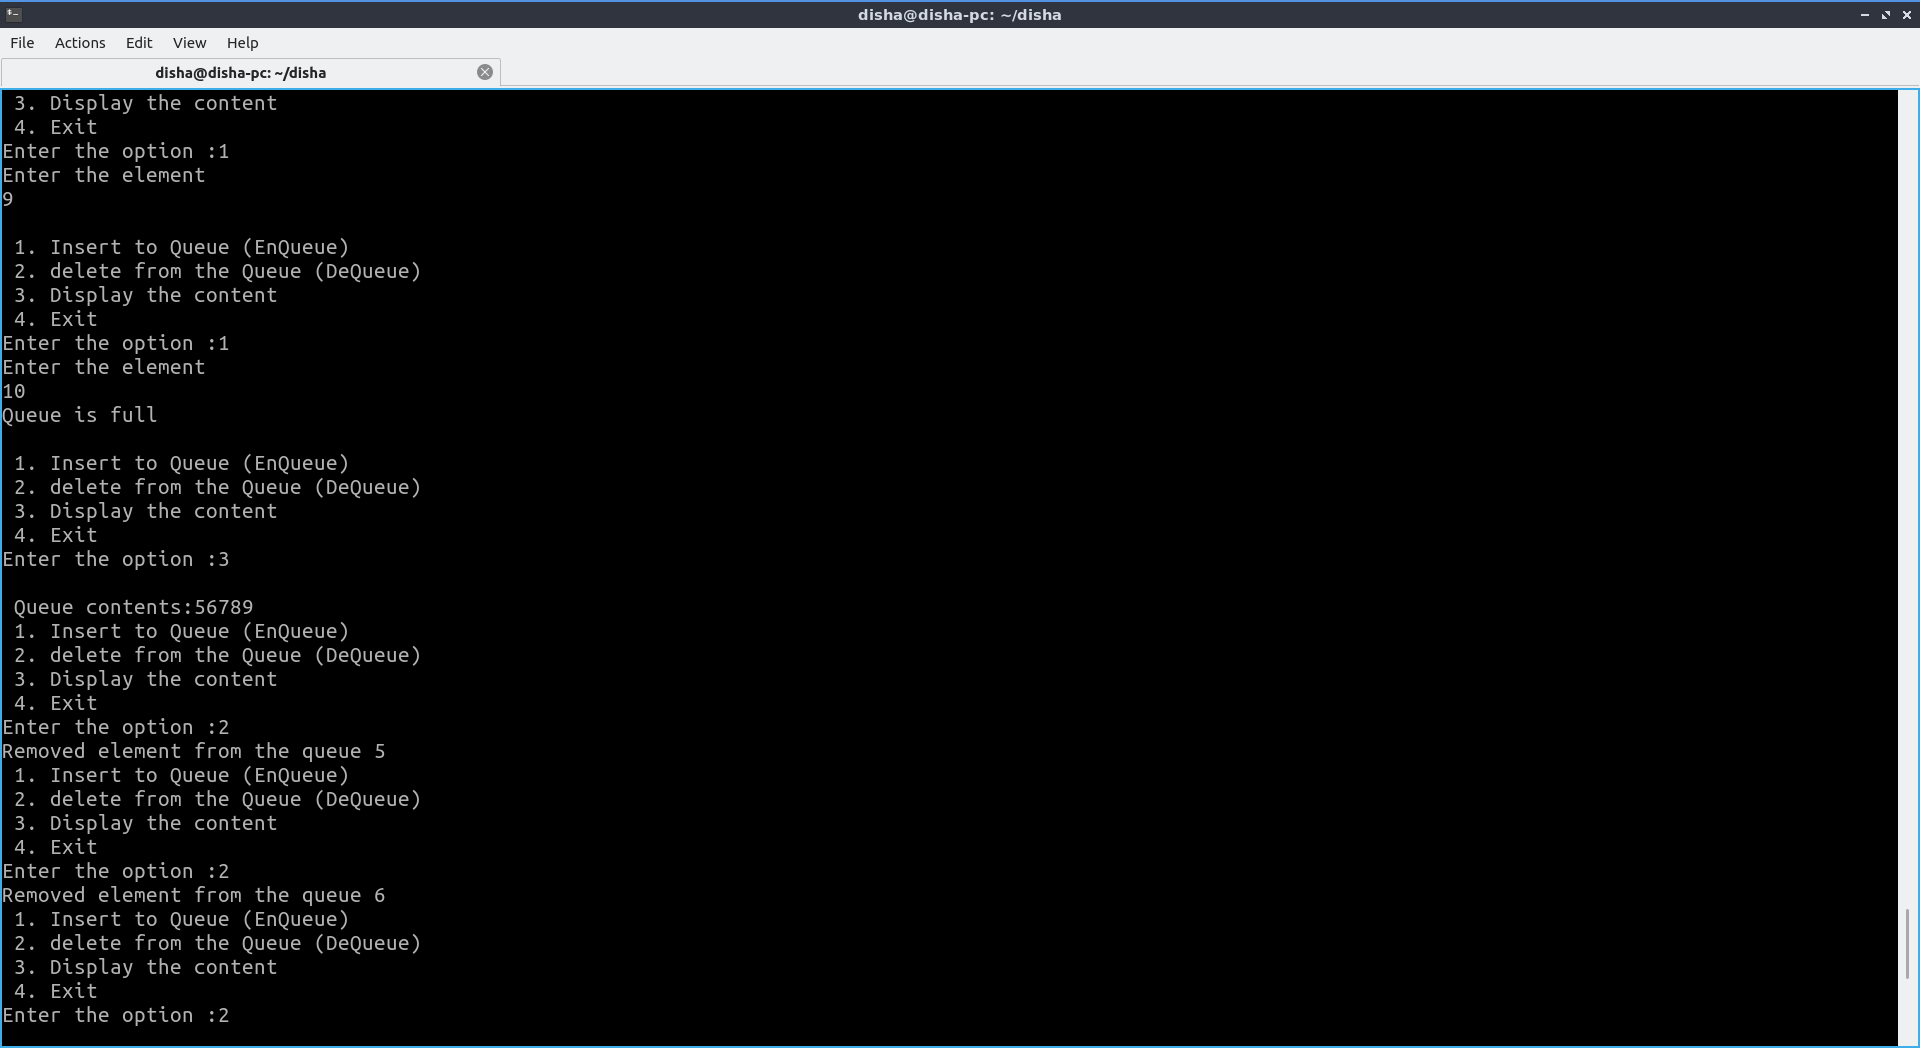 disha@disha-pc: ~/disha
File Actions Edit View Help
disha@disha-pc: ~/disha
3. Display the content
4. Exit
Enter the option :1
Enter the element
9
1. Insert to Queue (EnQueue)
2. delete from the Queue (DeQueue)
3. Display the content
4. Exit
Enter the option :1
Enter the element
10
Queue is full
1. Insert to Queue (EnQueue)
2. delete from the Queue (DeQueue)
3. Display the content
4. Exit
Enter the option :3
Queue contents:56789
1. Insert to Queue (EnQueue)
2. delete from the Queue (DeQueue)
3. Display the content
4. Exit
Enter the option :2
Removed element from the queue 5
1. Insert to Queue (EnQueue)
2. delete from the Queue (DeQueue)
3. Display the content
4. Exit
Enter the option :2
Removed element from the queue 6
1. Insert to Queue (EnQueue)
2. delete from the Queue (DeQueue)
3. Display the content
4. Exit
Enter the option :2